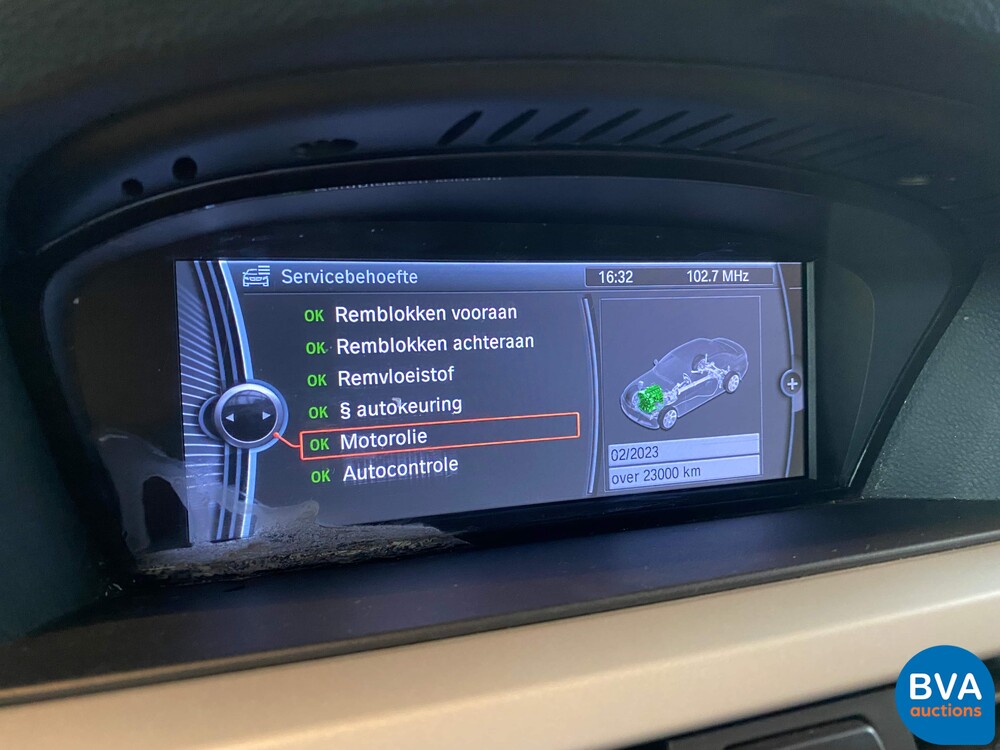 Servicebehoefte
16:32 102.7 MHz
OK Remblokken vooraan
OK Remblokken achteraan
OK Remvloeistof
OK § autokeuring
OK Motorolie
OK Autocontrole
02/2023
over 23000 km
BVA
auctions